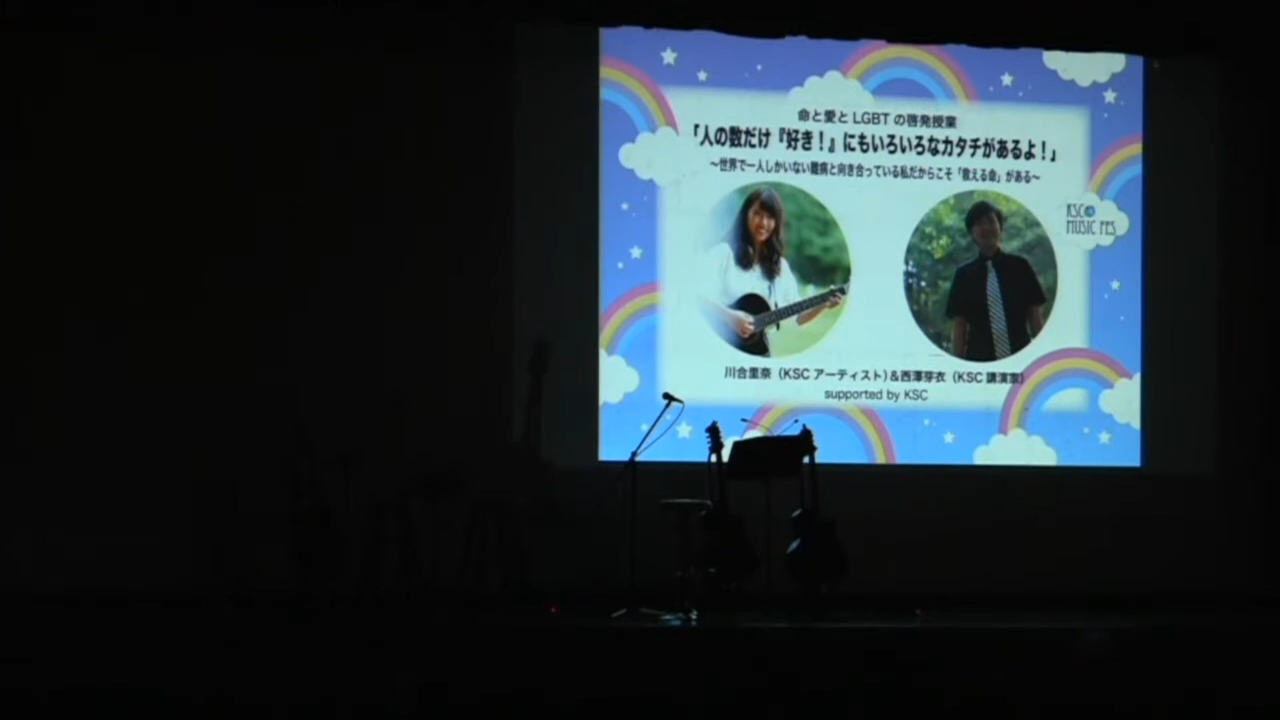 命と愛とLGBTの啓発授業
「人の数だけ『好き！』にもいろいろなカタチがあるよ！」
～世界で一人しかいない難病と向き合っている私だからこそ「救える命」がある～
KSC
MUSIC FES
川合里奈（KSCアーティスト）&西澤芽衣（KSC講演家）
supported by KSC